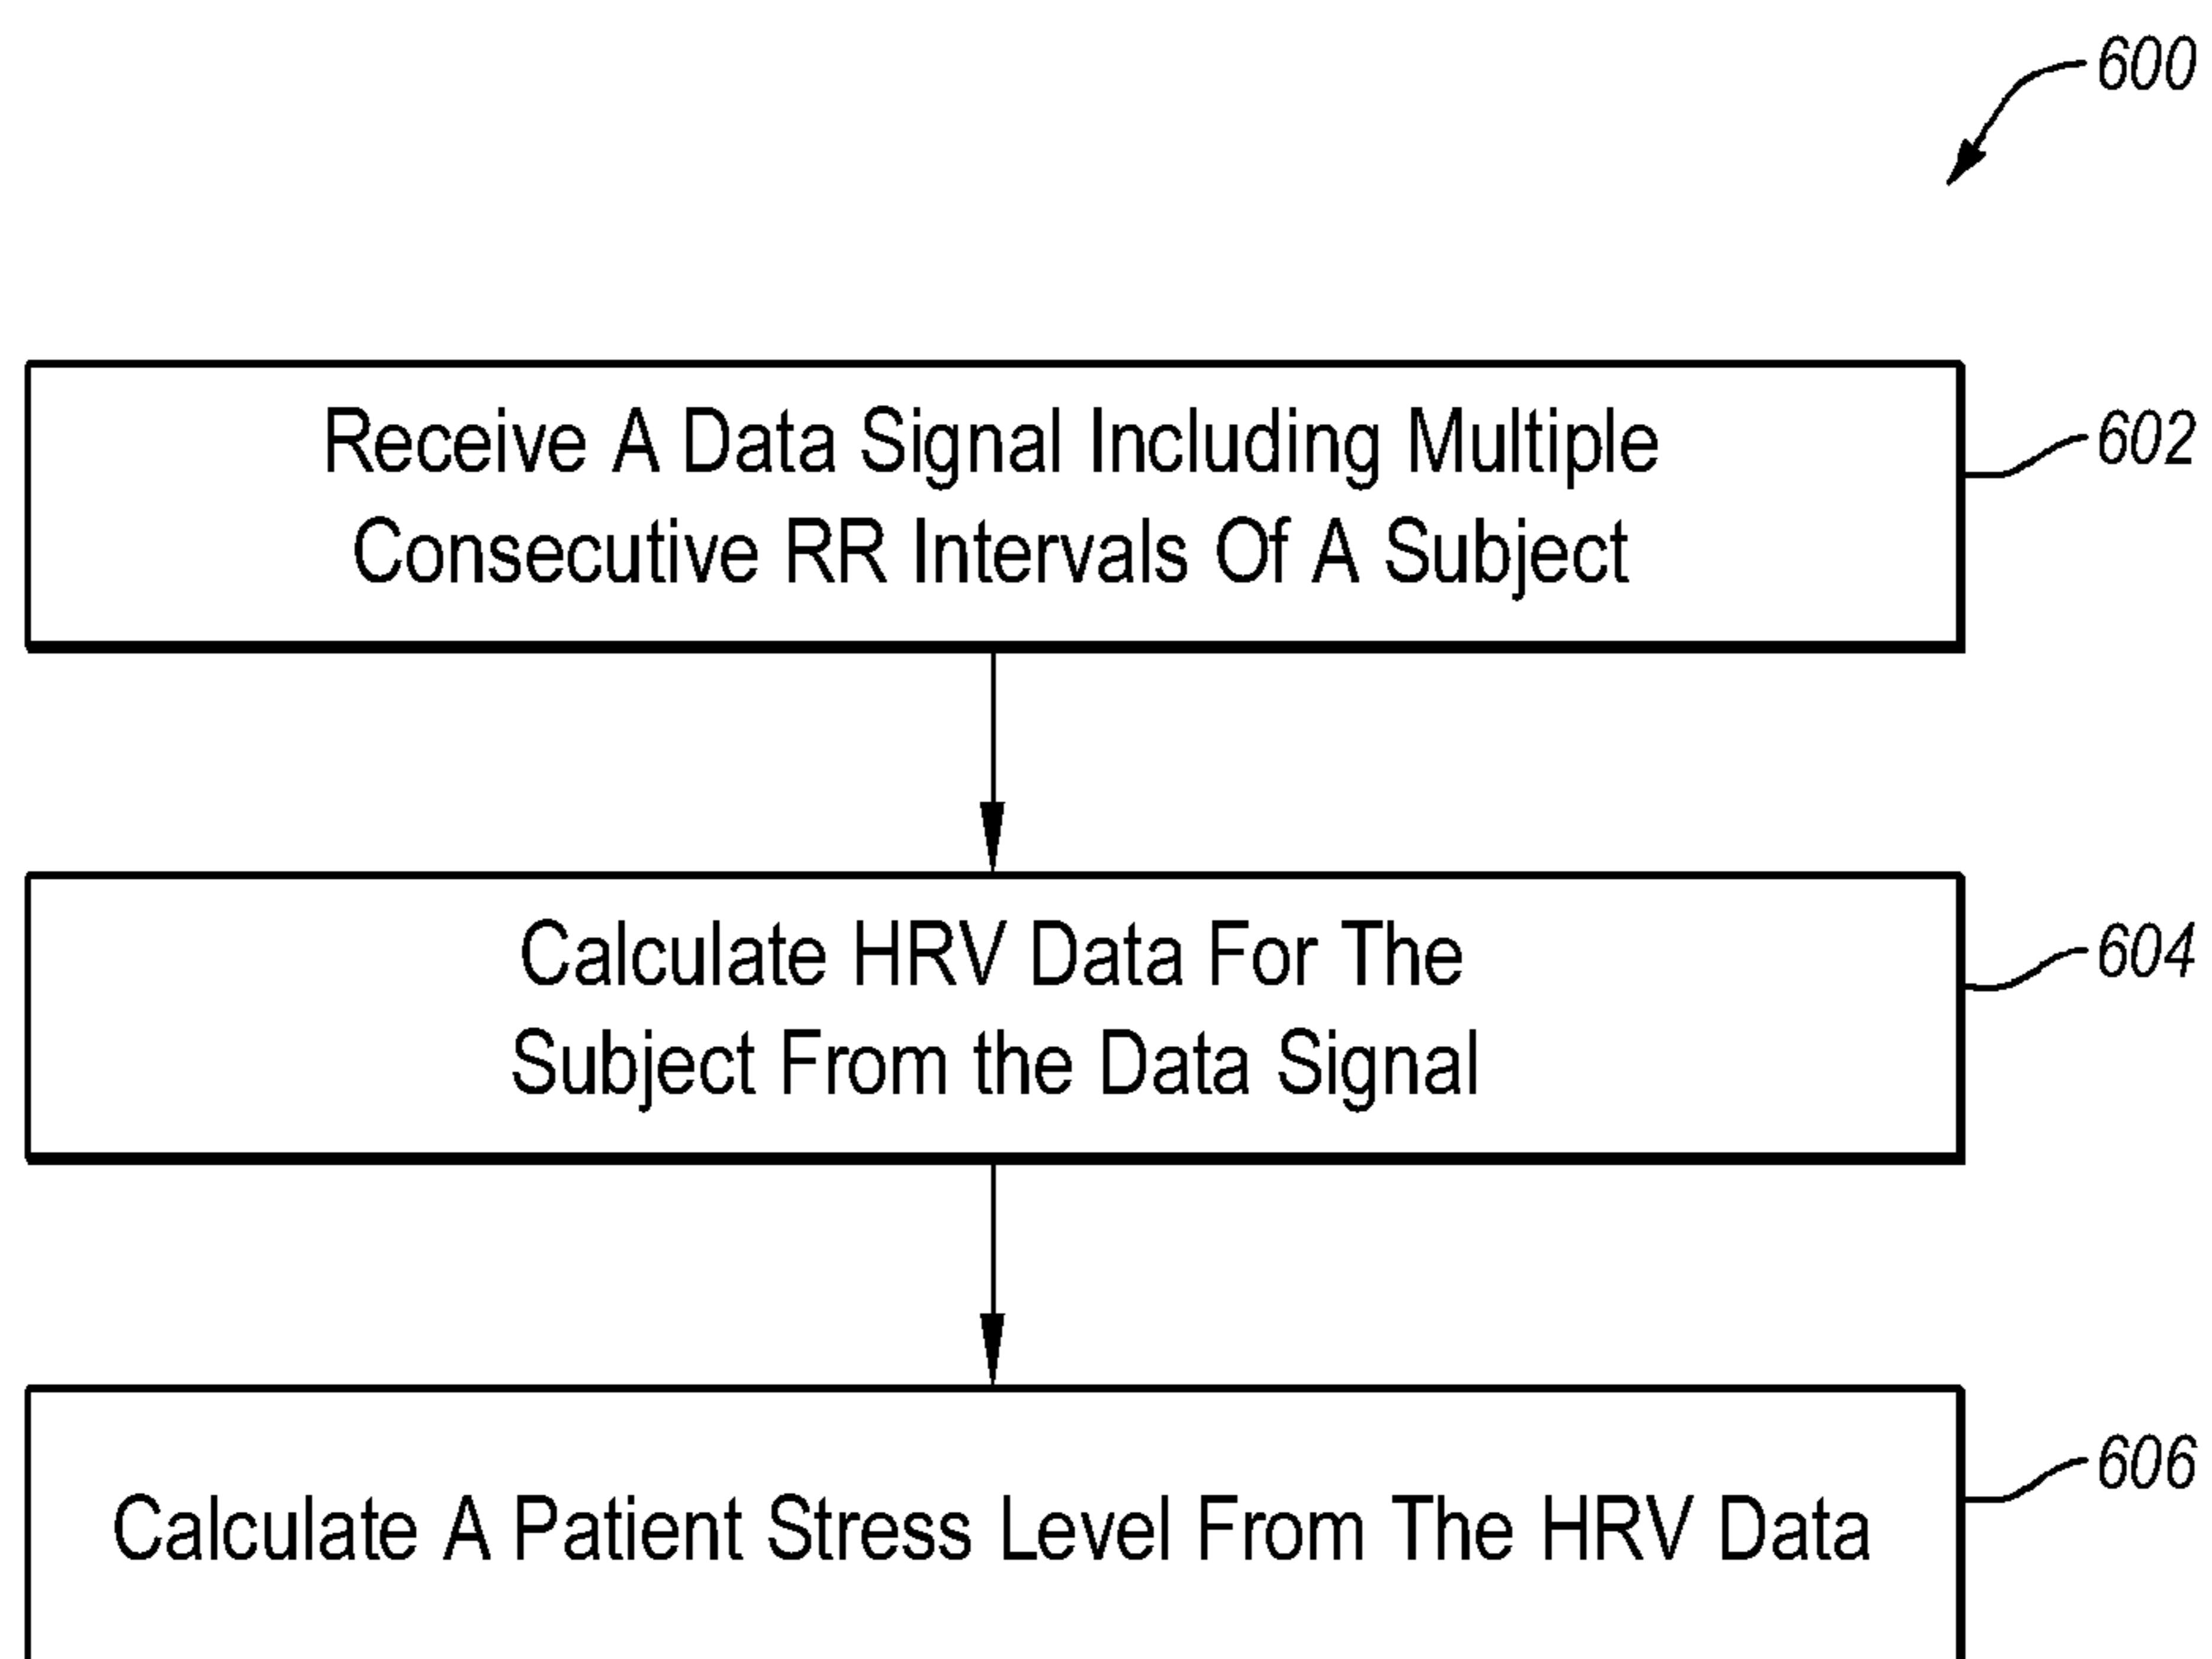 600
Receive A Data Signal Including Multiple
Consecutive RR Intervals Of A Subject
602
Calculate HRV Data For The
Subject From the Data Signal
604
Calculate A Patient Stress Level From The HRV Data
606